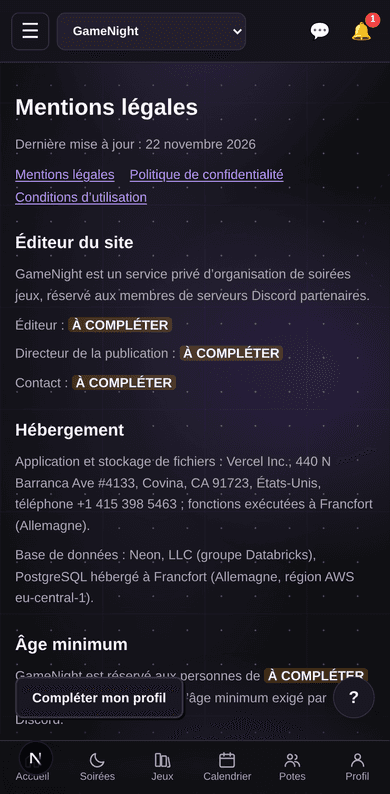 GameNight
1
Mentions légales
Dernière mise à jour : 22 novembre 2026
Mentions légales Politique de confidentialité
Conditions d’utilisation
Éditeur du site
GameNight est un service privé d’organisation de soirées
jeux, réservé aux membres de serveurs Discord partenaires.
Éditeur : À COMPLÉTER
Directeur de la publication : À COMPLÉTER
Contact : À COMPLÉTER
Hébergement
Application et stockage de fichiers : Vercel Inc., 440 N
Barranca Ave #4133, Covina, CA 91723, États-Unis,
téléphone +1 415 398 5463 ; fonctions exécutées à Francfort
(Allemagne).
Base de données : Neon, LLC (groupe Databricks),
PostgreSQL hébergé à Francfort (Allemagne, région AWS
eu-central-1).
Âge minimum
GameNight est réservé aux personnes de À COMPLÉTER
Compléter mon profil l’âge minimum exigé par ?
Discord.
N
Accueil Soirées Jeux Calendrier Potes Profil